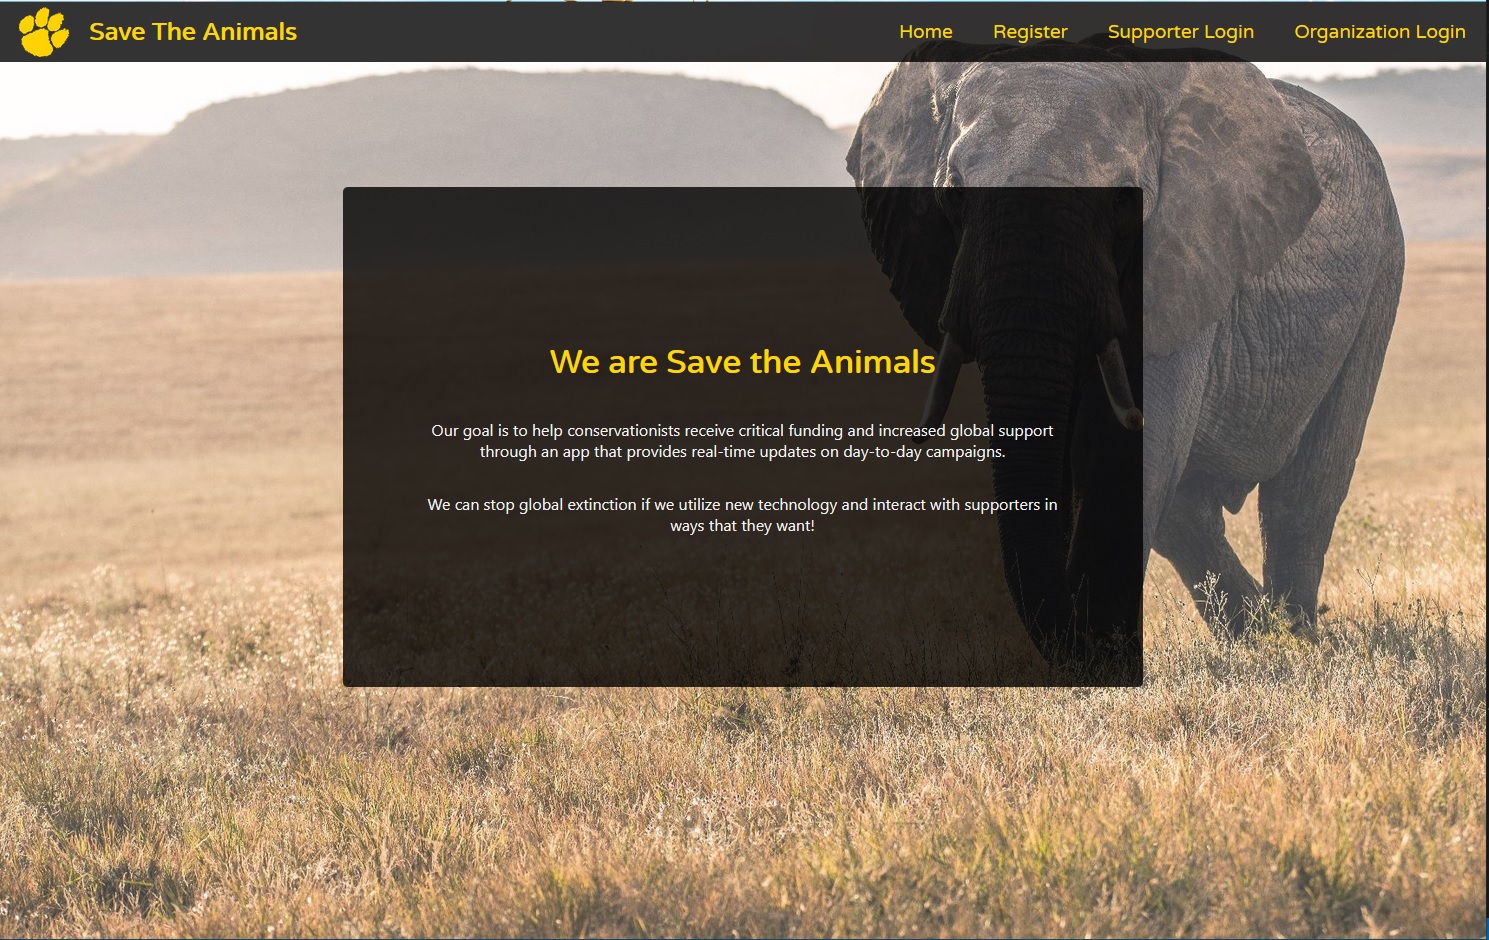 Save The Animals
Home
Register
Supporter Login
Organization Login
We are Save the Animals
Our goal is to help conservationists receive critical funding and increased global support
through an app that provides real-time updates on day-to-day campaigns.
We can stop global extinction if we utilize new technology and interact with supporters in
ways that they want!